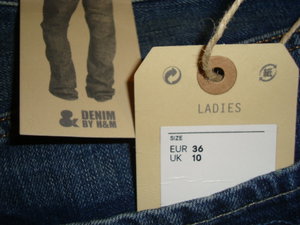 DENIM
BY H&M
LADIES
SIZE
EUR 36
UK 10